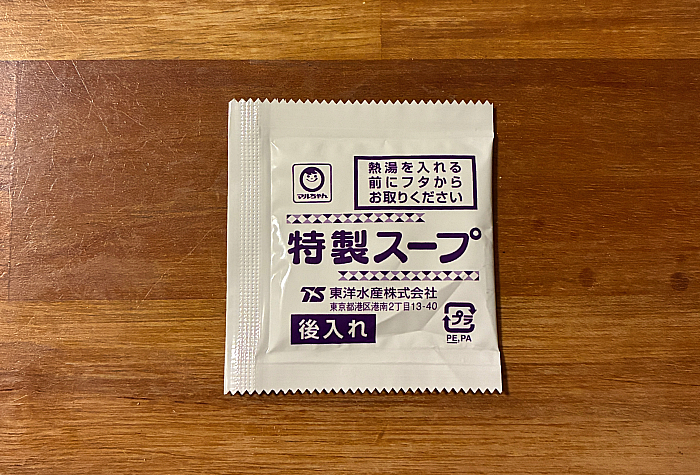 マルちゃん
熱湯を入れる
前にフタから
お取りください
特製スープ
TS 東洋水産株式会社
東京都港区港南2丁目13-40
後入れ
プラ
PE,PA